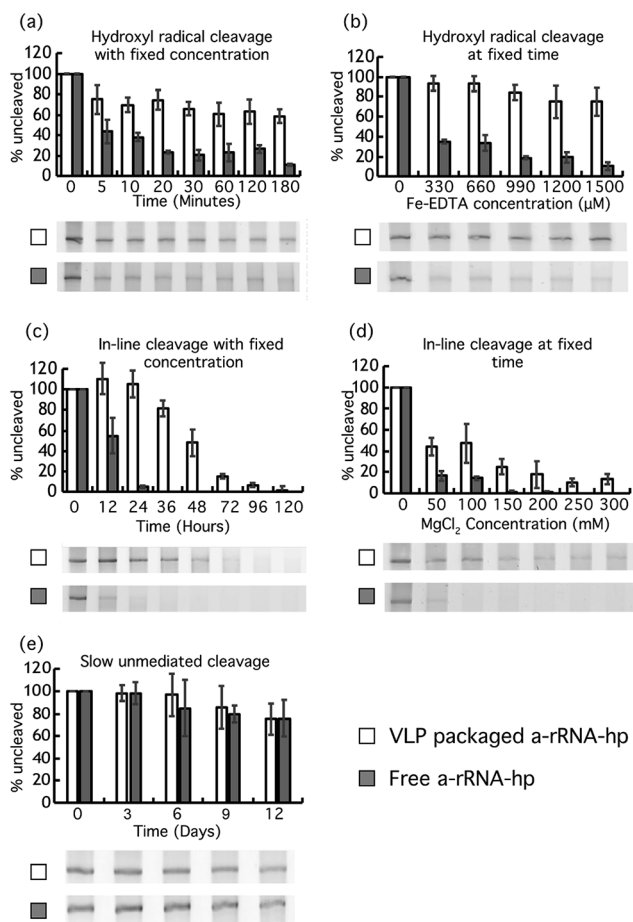 (a)
Hydroxyl radical cleavage
with fixed concentration
% uncleaved
120
100
80
60
40
20
0
0 5 10 20 30 60 120 180
Time (Minutes)
(b)
Hydroxyl radical cleavage
at fixed time
% uncleaved
120
100
80
60
40
20
0
0 330 660 990 1200 1500
Fe-EDTA concentration (µM)
(c)
In-line cleavage with fixed
concentration
% uncleaved
120
100
80
60
40
20
0
0 12 24 36 48 72 96 120
Time (Hours)
(d)
In-line cleavage at fixed
time
% uncleaved
120
100
80
60
40
20
0
0 50 100 150 200 250 300
MgCl₂ Concentration (mM)
(e)
Slow unmediated cleavage
% uncleaved
120
100
80
60
40
20
0
0 3 6 9 12
Time (Days)
VLP packaged a-rRNA-hp
Free a-rRNA-hp